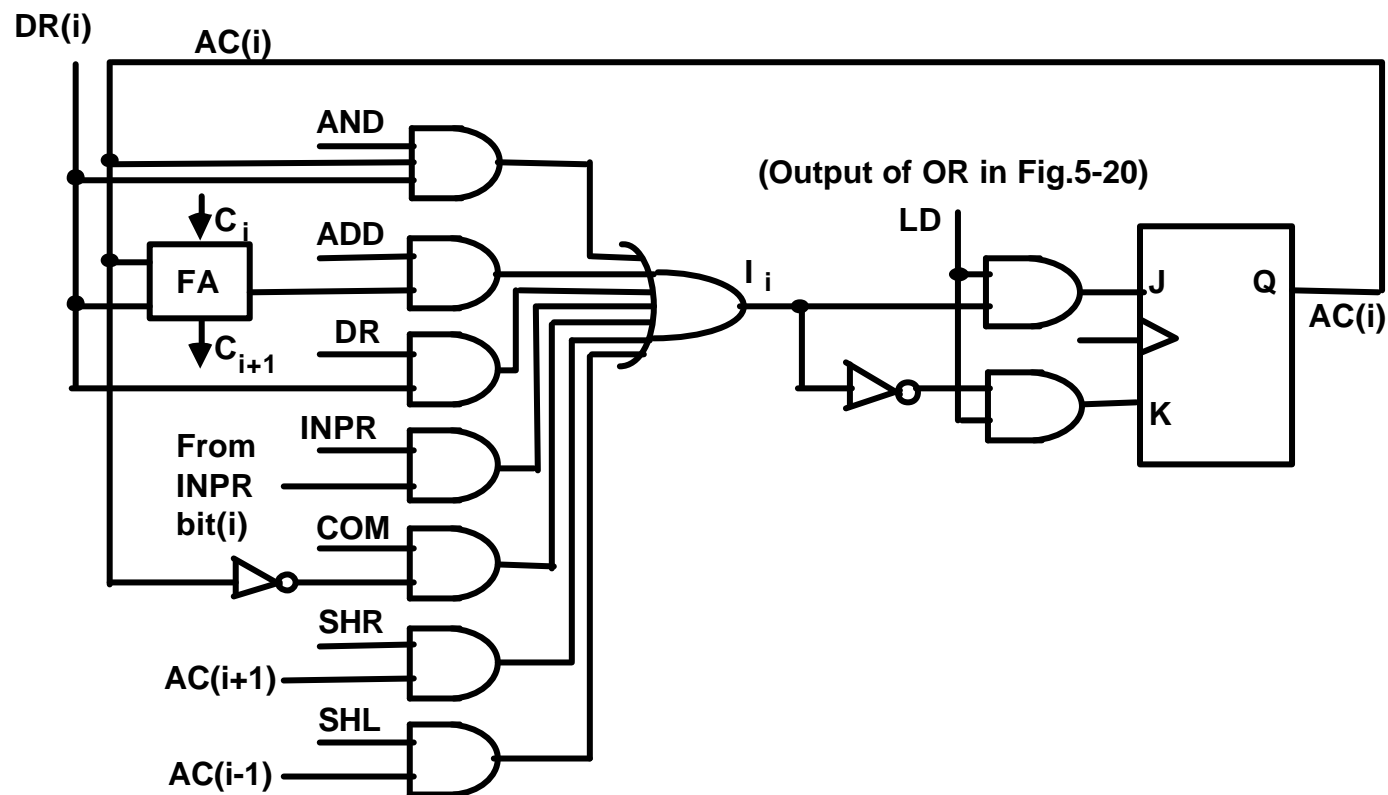 DR(i)
AC(i)
AND
(Output of OR in Fig.5-20)
LD
C i
ADD
FA
I i
J
Q
AC(i)
C i+1
DR
K
INPR
From
INPR
bit(i)
COM
SHR
AC(i+1)
SHL
AC(i-1)